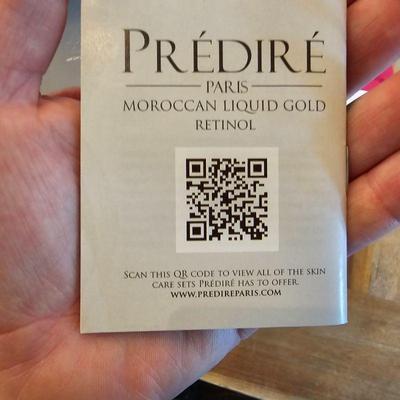 PRÉDIRÉ
PARIS
MOROCCAN LIQUID GOLD
RETINOL
SCAN THIS QR CODE TO VIEW ALL OF THE SKIN
CARE SETS PRÉDIRÉ HAS TO OFFER.
WWW.PREDIREPARIS.COM